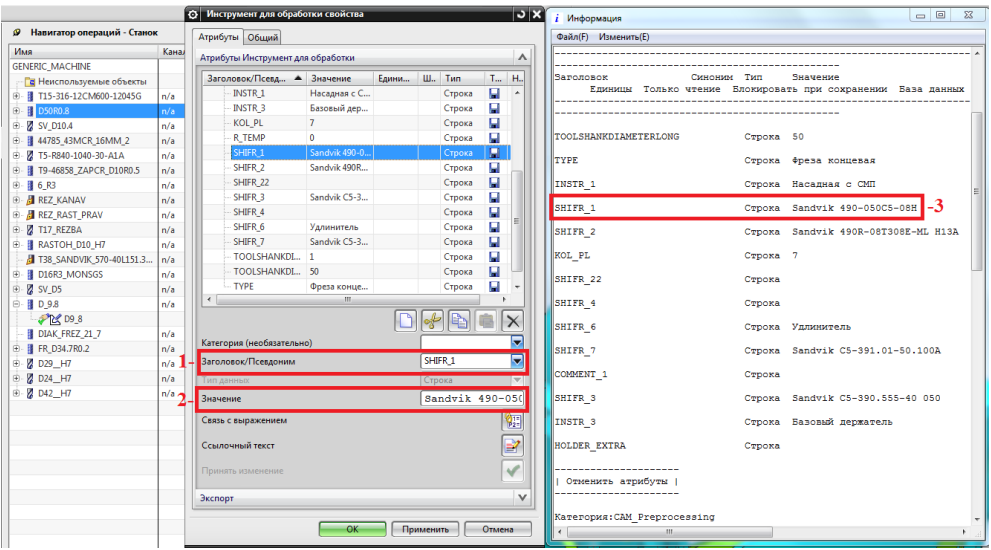 Навигатор операций - Станок
Имя Канал
GENERIC_MACHINE
Неиспользуемые объекты
T15-316-12CM600-12045G n/a
D50R0.8 n/a
SV_D10.4 n/a
44785_43MCR_16MM_2 n/a
T5-R840-1040-30-A1A n/a
T9-46858_ZAPCR_D10R0.5 n/a
6_R3 n/a
REZ_KANAV n/a
REZ_RAST_PRAV n/a
T17_REZBA n/a
RASTOH_D10_H7 n/a
T38_SANDVIK_570-40L151.3... n/a
D16R3_MONSGS n/a
SV_D5 n/a
D_9.8 n/a
D9_8
DIAK_FREZ_21_7 n/a
FR_D34.7R0.2 n/a
D29__H7 n/a
D24__H7 n/a
D42__H7 n/a
Инструмент для обработки свойства
Атрибуты Общий
Атрибуты Инструмент для обработки
Заголовок/Псевд... Значение Едини... Ш.. Тип Т... Н..
INSTR_1 Насадная с С... Строка
INSTR_3 Базовый дер... Строка
KOL_PL 7 Строка
R_TEMP 0 Строка
SHIFR_1 Sandvik 490-0... Строка
SHIFR_2 Sandvik 490R... Строка
SHIFR_22 Строка
SHIFR_3 Sandvik C5-3... Строка
SHIFR_4 Строка
SHIFR_6 Удлинитель Строка
SHIFR_7 Sandvik C5-3... Строка
TOOLSHANKDI... 1 Строка
TOOLSHANKDI... 50 Строка
TYPE Фреза конце... Строка
Категория (необязательно)
1- Заголовок/Псевдоним SHIFR_1
Тип данных Строка
2- Значение Sandvik 490-050
Связь с выражением
Ссылочный текст
Принять изменение
Экспорт
OK Применить Отмена
i Информация
Файл(F) Изменить(E)
Заголовок Синоним Тип Значение
Единицы Только чтение Блокировать при сохранении База данных
TOOLSHANKDIAMETERLONG Строка 50
TYPE Строка Фреза концевая
INSTR_1 Строка Насадная с СМП
SHIFR_1 Строка Sandvik 490-050C5-08H -3
SHIFR_2 Строка Sandvik 490R-08T308E-ML H13A
KOL_PL Строка 7
SHIFR_22 Строка
SHIFR_4 Строка
SHIFR_6 Строка Удлинитель
SHIFR_7 Строка Sandvik C5-391.01-50.100A
COMMENT_1 Строка
SHIFR_3 Строка Sandvik C5-390.555-40 050
INSTR_3 Строка Базовый держатель
HOLDER_EXTRA Строка
| Отменить атрибуты |
Категория:CAM_Preprocessing